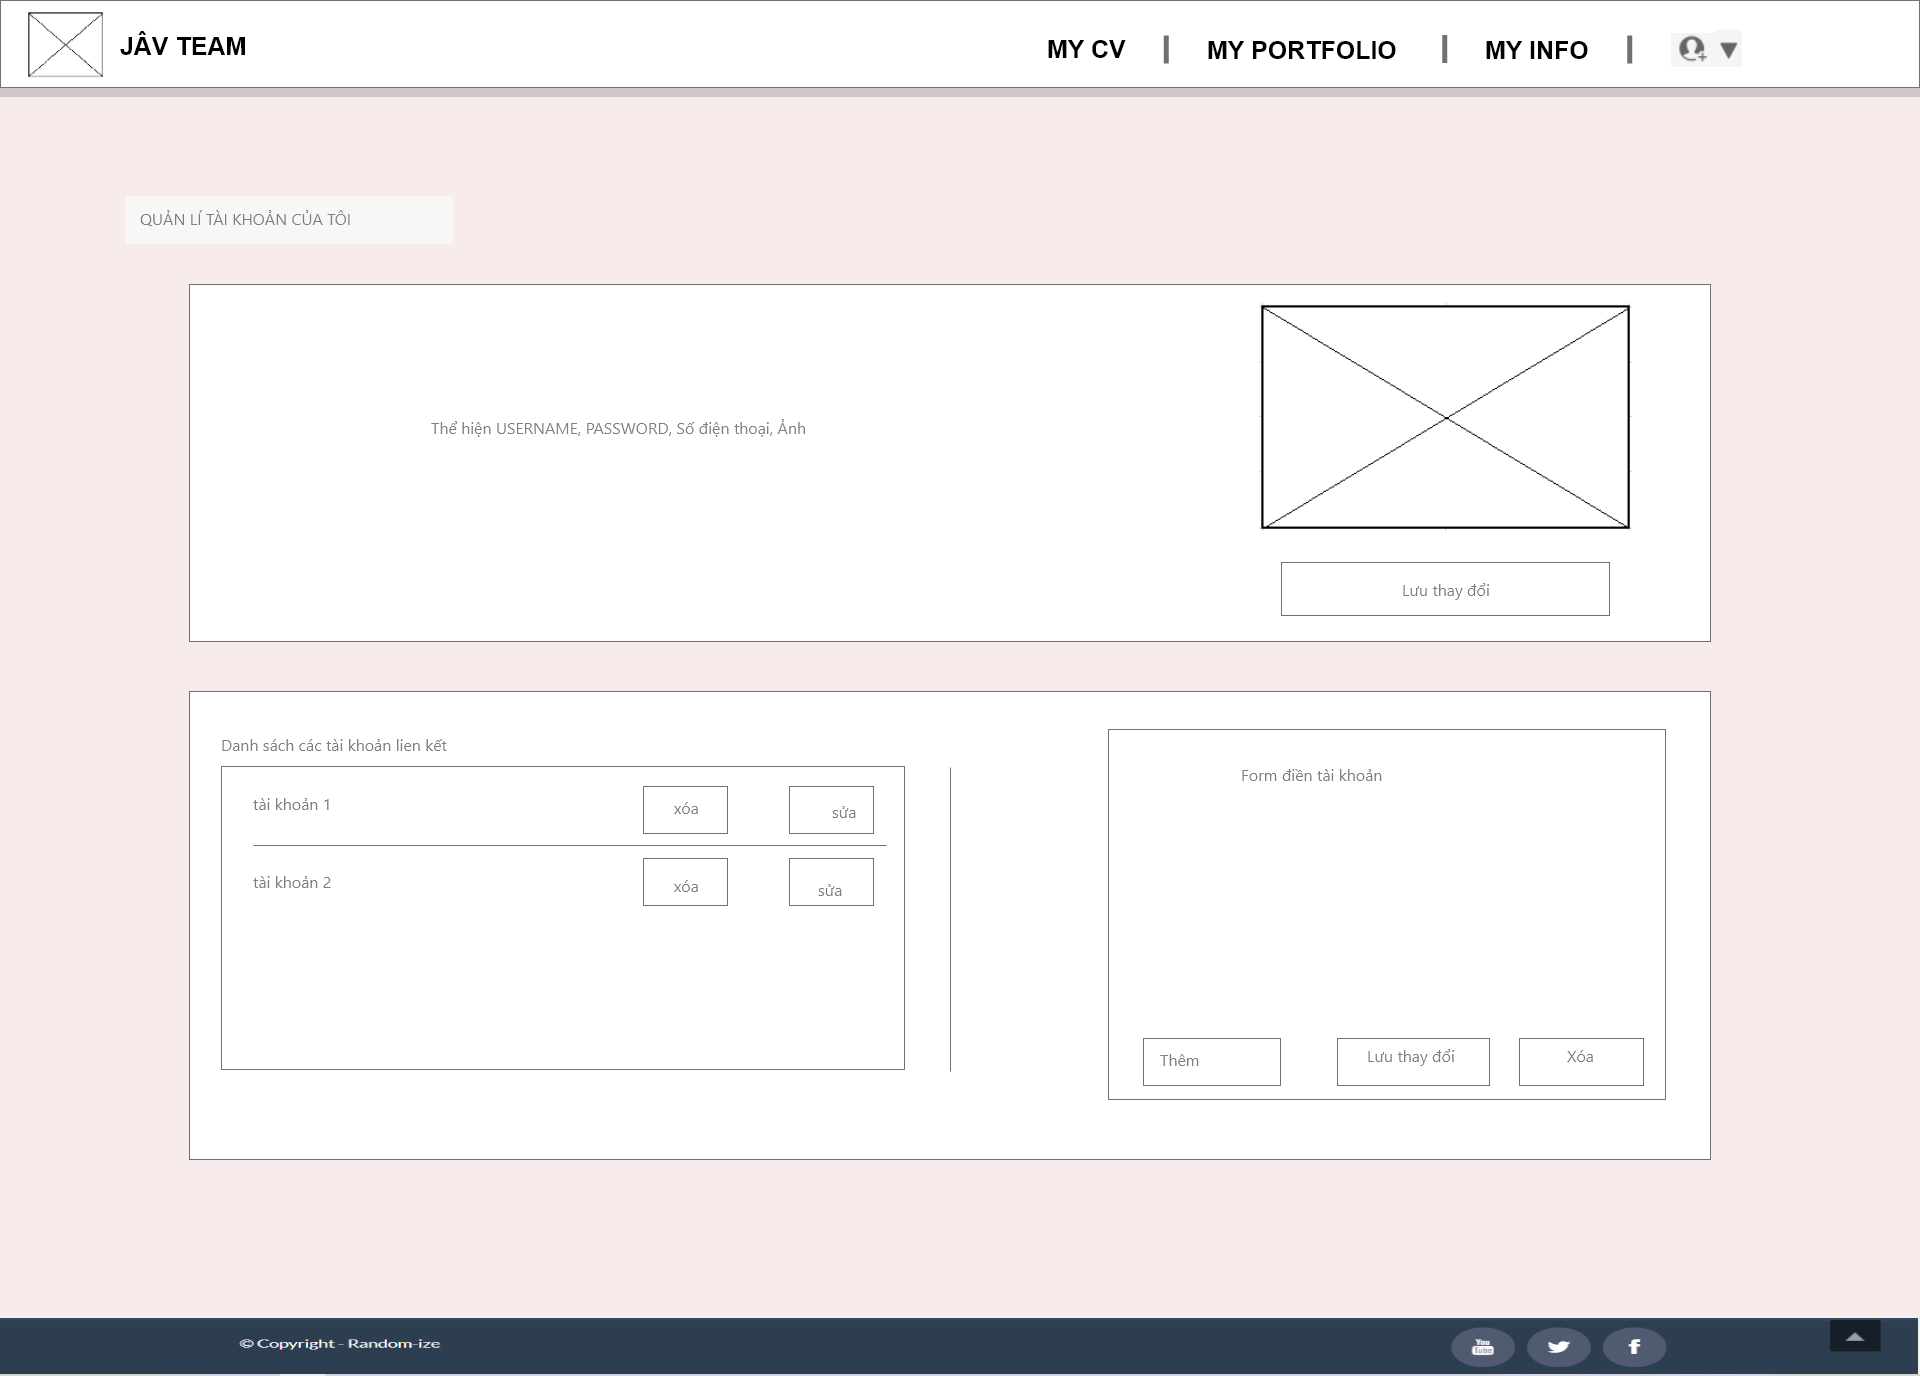 JÂV TEAM
MY CV
MY PORTFOLIO
MY INFO
QUẢN LÍ TÀI KHOẢN CỦA TÔI
Thể hiện USERNAME, PASSWORD, Số điện thoại, Ảnh
Lưu thay đổi
Danh sách các tài khoản lien kết
tài khoản 1
xóa
sửa
tài khoản 2
xóa
sửa
Form điền tài khoản
Thêm
Lưu thay đổi
Xóa
© Copyright - Random-ize
You
Tube